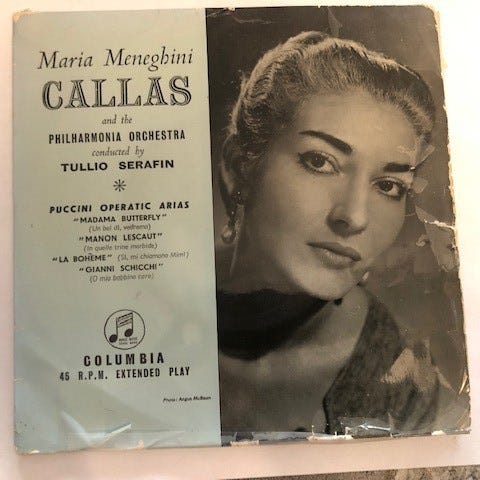 Maria Meneghini
CALLAS
and the
PHILHARMONIA ORCHESTRA
conducted by
TULLIO SERAFIN
*
PUCCINI OPERATIC ARIAS
"MADAMA BUTTERFLY"
(Un bel dì, vedremo)
"MANON LESCAUT"
(In quelle trine morbide)
"LA BOHÈME" (Sì, mi chiamano Mimì)
"GIANNI SCHICCHI"
(O mio babbino caro)
COLUMBIA
45 R.P.M. EXTENDED PLAY
Photo: Angus McBean